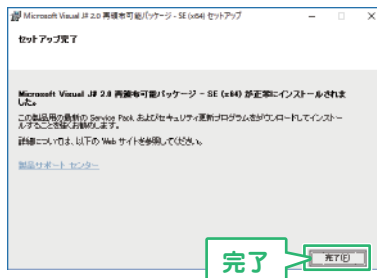 Microsoft Visual J# 2.0 再頒布可能パッケージ - SE (x64) セットアップ
セットアップ完了
Microsoft Visual J# 2.0 再頒布可能パッケージ - SE (x64) が正常にインストールされま
した。
この製品用の最新の Service Pack およびセキュリティ更新プログラムをダウンロードしてインストー
ルすることを強くお勧めします。
詳細については、以下の Web サイトを参照してください。
製品サポート センター
完了
完了(F)